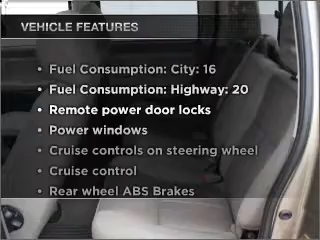 VEHICLE FEATURES
• Fuel Consumption: City: 16
• Fuel Consumption: Highway: 20
• Remote power door locks
• Power windows
• Cruise controls on steering wheel
• Cruise control
• Rear wheel ABS Brakes